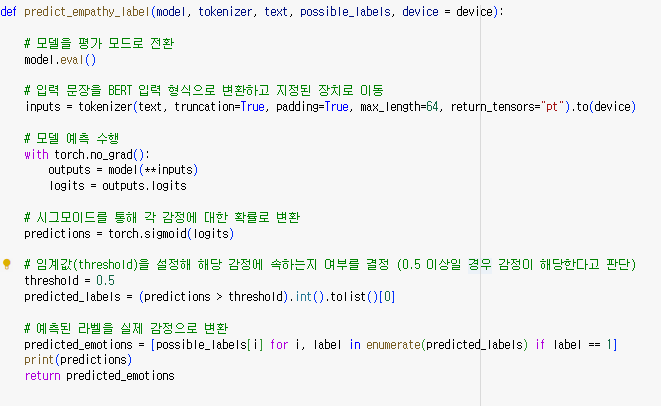 def predict_empathy_label(model, tokenizer, text, possible_labels, device = device):
# 모델을 평가 모드로 전환
model.eval()
# 입력 문장을 BERT 입력 형식으로 변환하고 지정된 장치로 이동
inputs = tokenizer(text, truncation=True, padding=True, max_length=64, return_tensors="pt").to(device)
# 모델 예측 수행
with torch.no_grad():
outputs = model(**inputs)
logits = outputs.logits
# 시그모이드를 통해 각 감정에 대한 확률로 변환
predictions = torch.sigmoid(logits)
# 임계값(threshold)을 설정해 해당 감정에 속하는지 여부를 결정 (0.5 이상일 경우 감정이 해당한다고 판단)
threshold = 0.5
predicted_labels = (predictions > threshold).int().tolist()[0]
# 예측된 라벨을 실제 감정으로 변환
predicted_emotions = [possible_labels[i] for i, label in enumerate(predicted_labels) if label == 1]
print(predictions)
return predicted_emotions